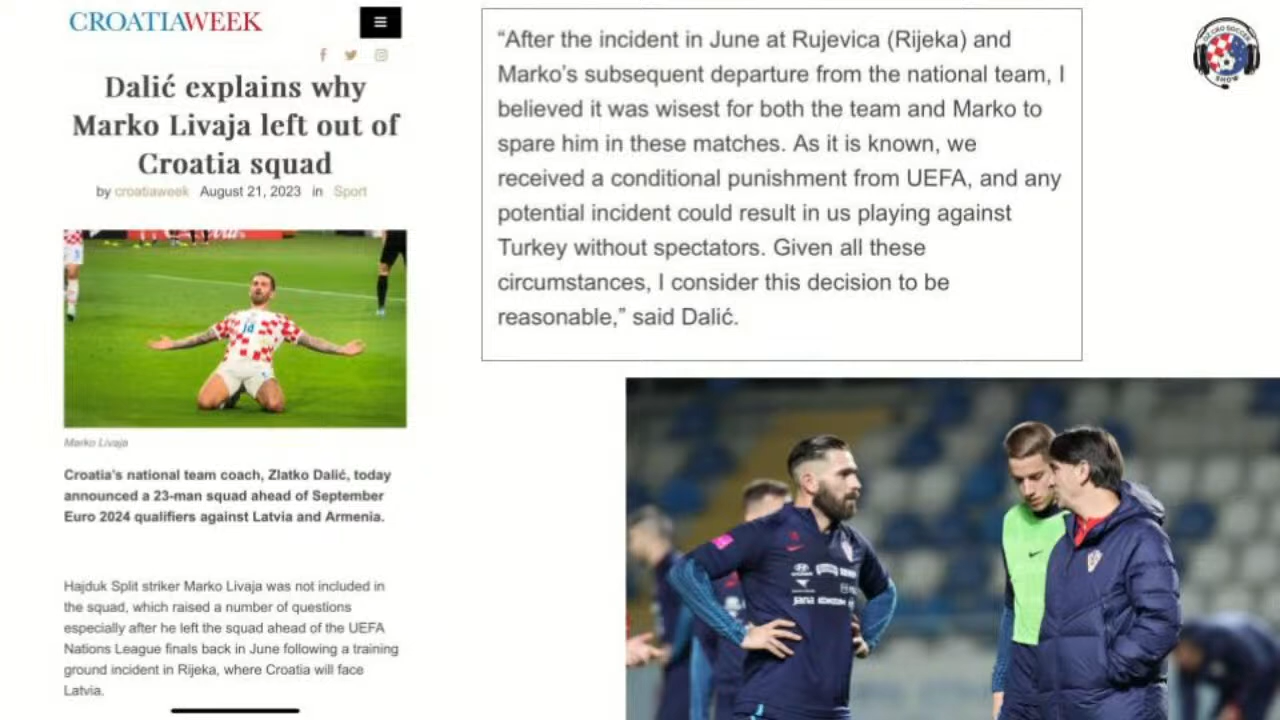 CROATIAWEEK
Dalić explains why
Marko Livaja left out of
Croatia squad
by croatiaweek August 21, 2023 in Sport
Marko Livaja
Croatia's national team coach, Zlatko Dalić, today
announced a 23-man squad ahead of September
Euro 2024 qualifiers against Latvia and Armenia.
Hajduk Split striker Marko Livaja was not included in
the squad, which raised a number of questions
especially after he left the squad ahead of the UEFA
Nations League finals back in June following a training
ground incident in Rijeka, where Croatia will face
Latvia.
“After the incident in June at Rujevica (Rijeka) and
Marko’s subsequent departure from the national team, I
believed it was wisest for both the team and Marko to
spare him in these matches. As it is known, we
received a conditional punishment from UEFA, and any
potential incident could result in us playing against
Turkey without spectators. Given all these
circumstances, I consider this decision to be
reasonable,” said Dalić.
OZ CRO SOCCER
SHOW
HYUNDAI
jana